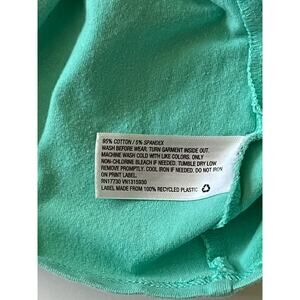 95% COTTON / 5% SPANDEX
WASH BEFORE WEAR. TURN GARMENT INSIDE OUT.
MACHINE WASH COLD WITH LIKE COLORS. ONLY
NON-CHLORINE BLEACH IF NEEDED. TUMBLE DRY LOW
REMOVE PROMPTLY. COOL IRON IF NEEDED. DO NOT IRON
ON PRINT LABEL.
RN17730 VN1315930
LABEL MADE FROM 100% RECYCLED PLASTIC